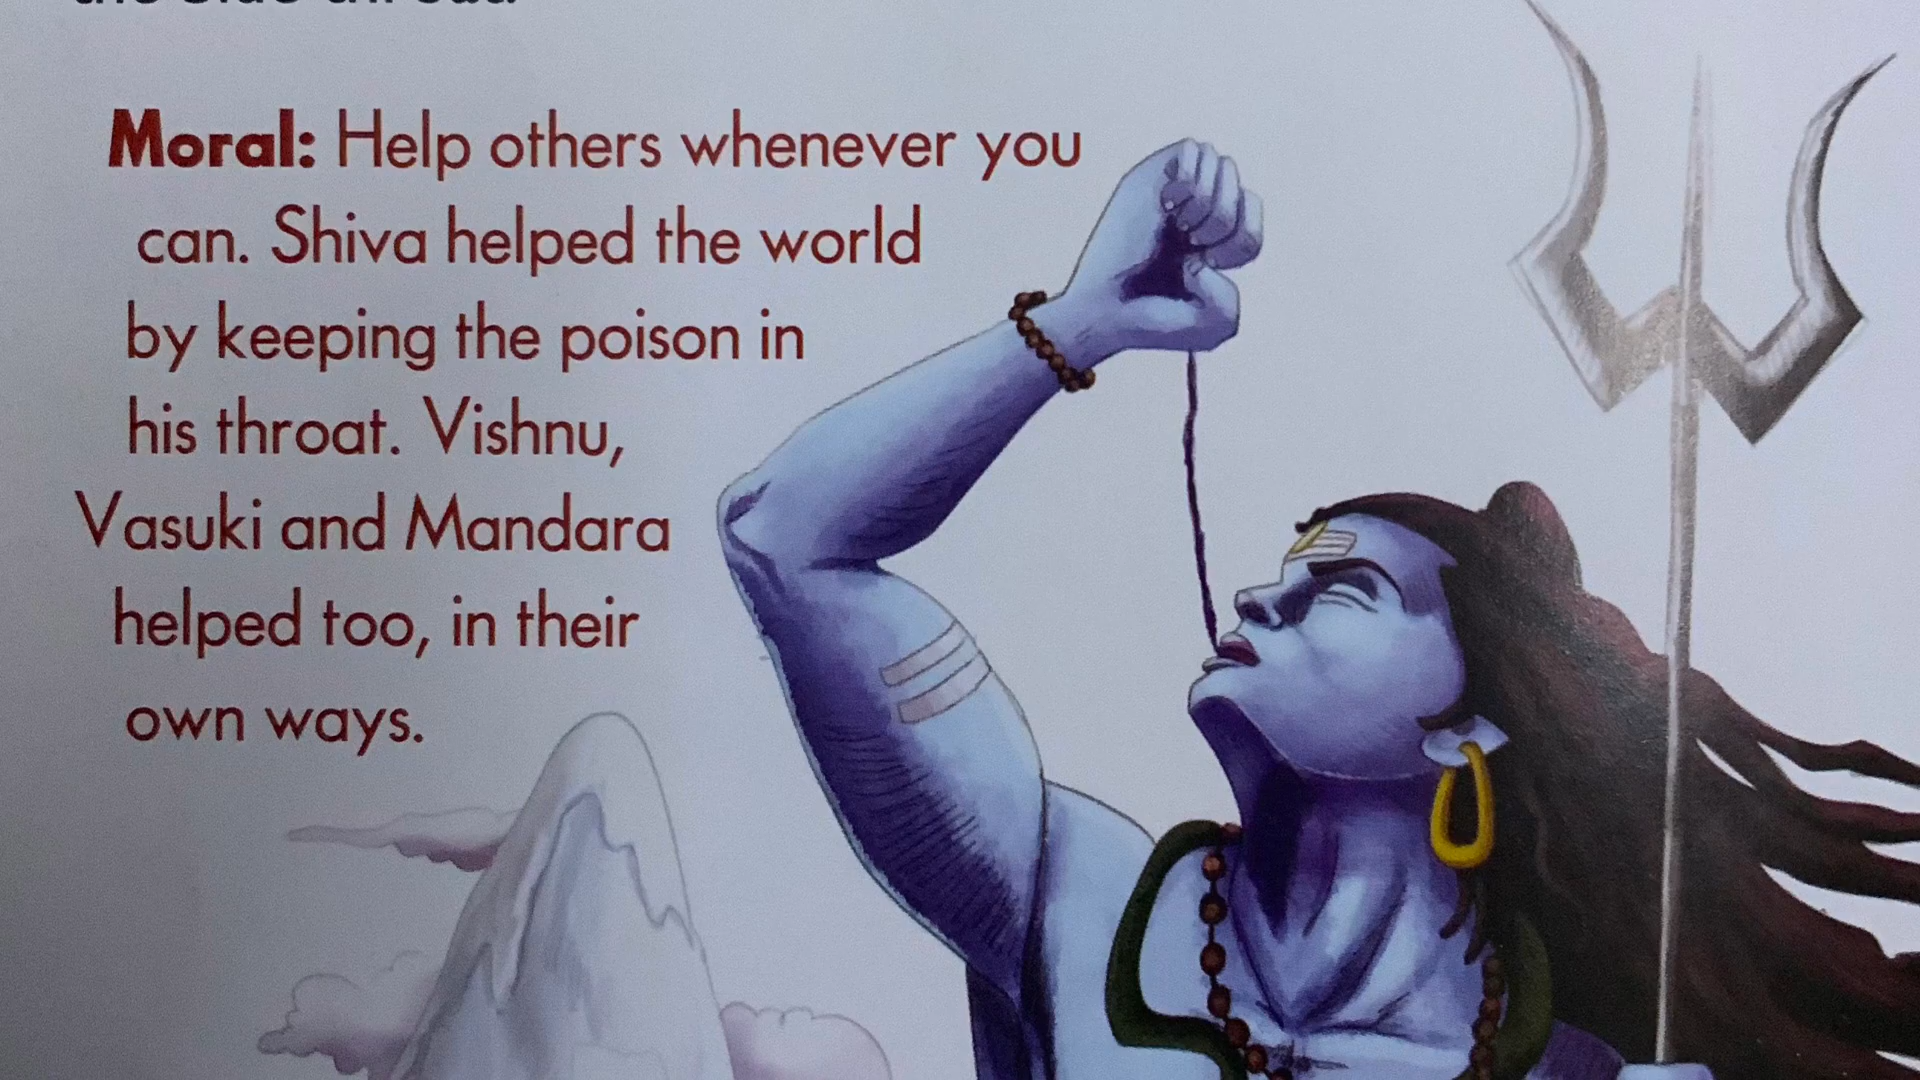 Moral: Help others whenever you
can. Shiva helped the world
by keeping the poison in
his throat. Vishnu,
Vasuki and Mandara
helped too, in their
own ways.